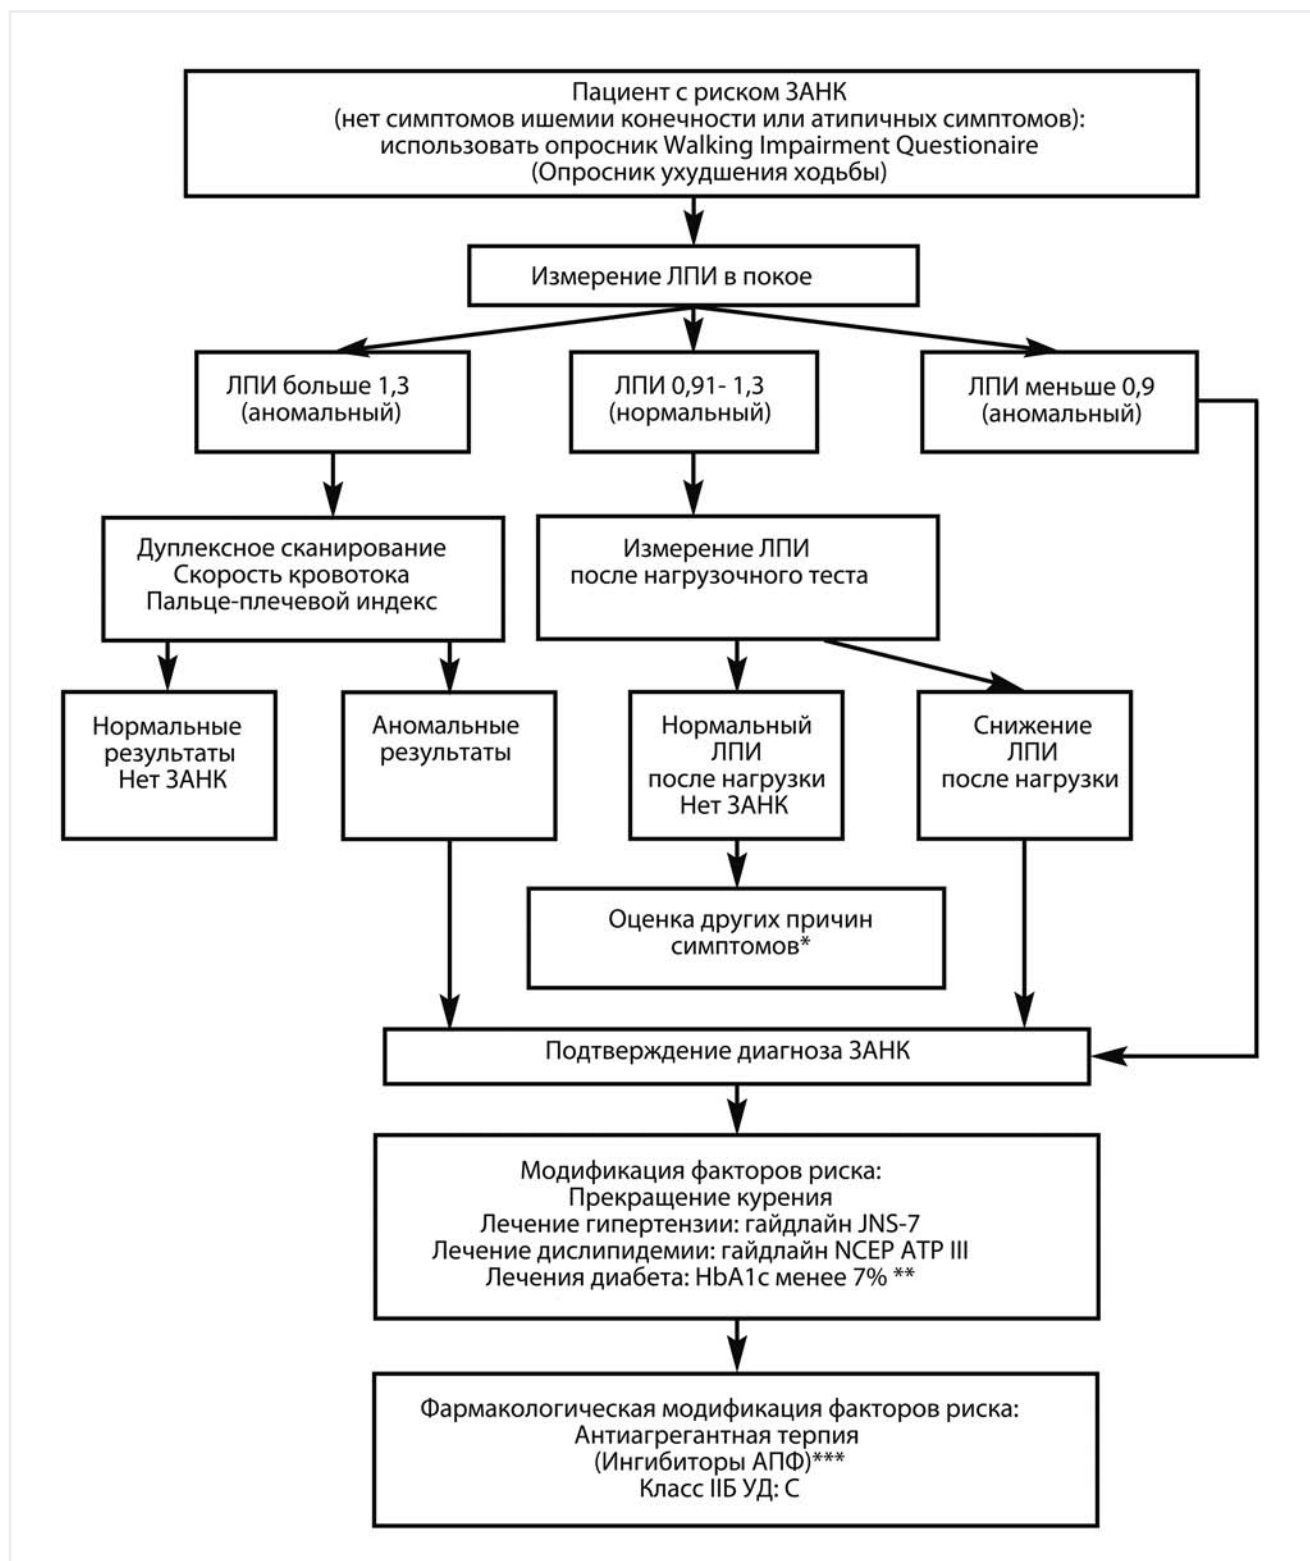 Пациент с риском ЗАНК
(нет симптомов ишемии конечности или атипичных симптомов):
использовать опросник Walking Impairment Questionaire
(Опросник ухудшения ходьбы)
Измерение ЛПИ в покое
ЛПИ больше 1,3
(аномальный)
ЛПИ 0,91- 1,3
(нормальный)
ЛПИ меньше 0,9
(аномальный)
Дуплексное сканирование
Скорость кровотока
Пальце-плечевой индекс
Измерение ЛПИ
после нагрузочного теста
Нормальные
результаты
Нет ЗАНК
Аномальные
результаты
Нормальный
ЛПИ
после нагрузки
Нет ЗАНК
Снижение
ЛПИ
после нагрузки
Оценка других причин
симптомов*
Подтверждение диагноза ЗАНК
Модификация факторов риска:
Прекращение курения
Лечение гипертензии: гайдлайн JNS-7
Лечение дислипидемии: гайдлайн NCEP ATP III
Лечения диабета: HbA1c менее 7% **
Фармакологическая модификация факторов риска:
Антиагрегантная терпия
(Ингибиторы АПФ)***
Класс IIБ УД: С